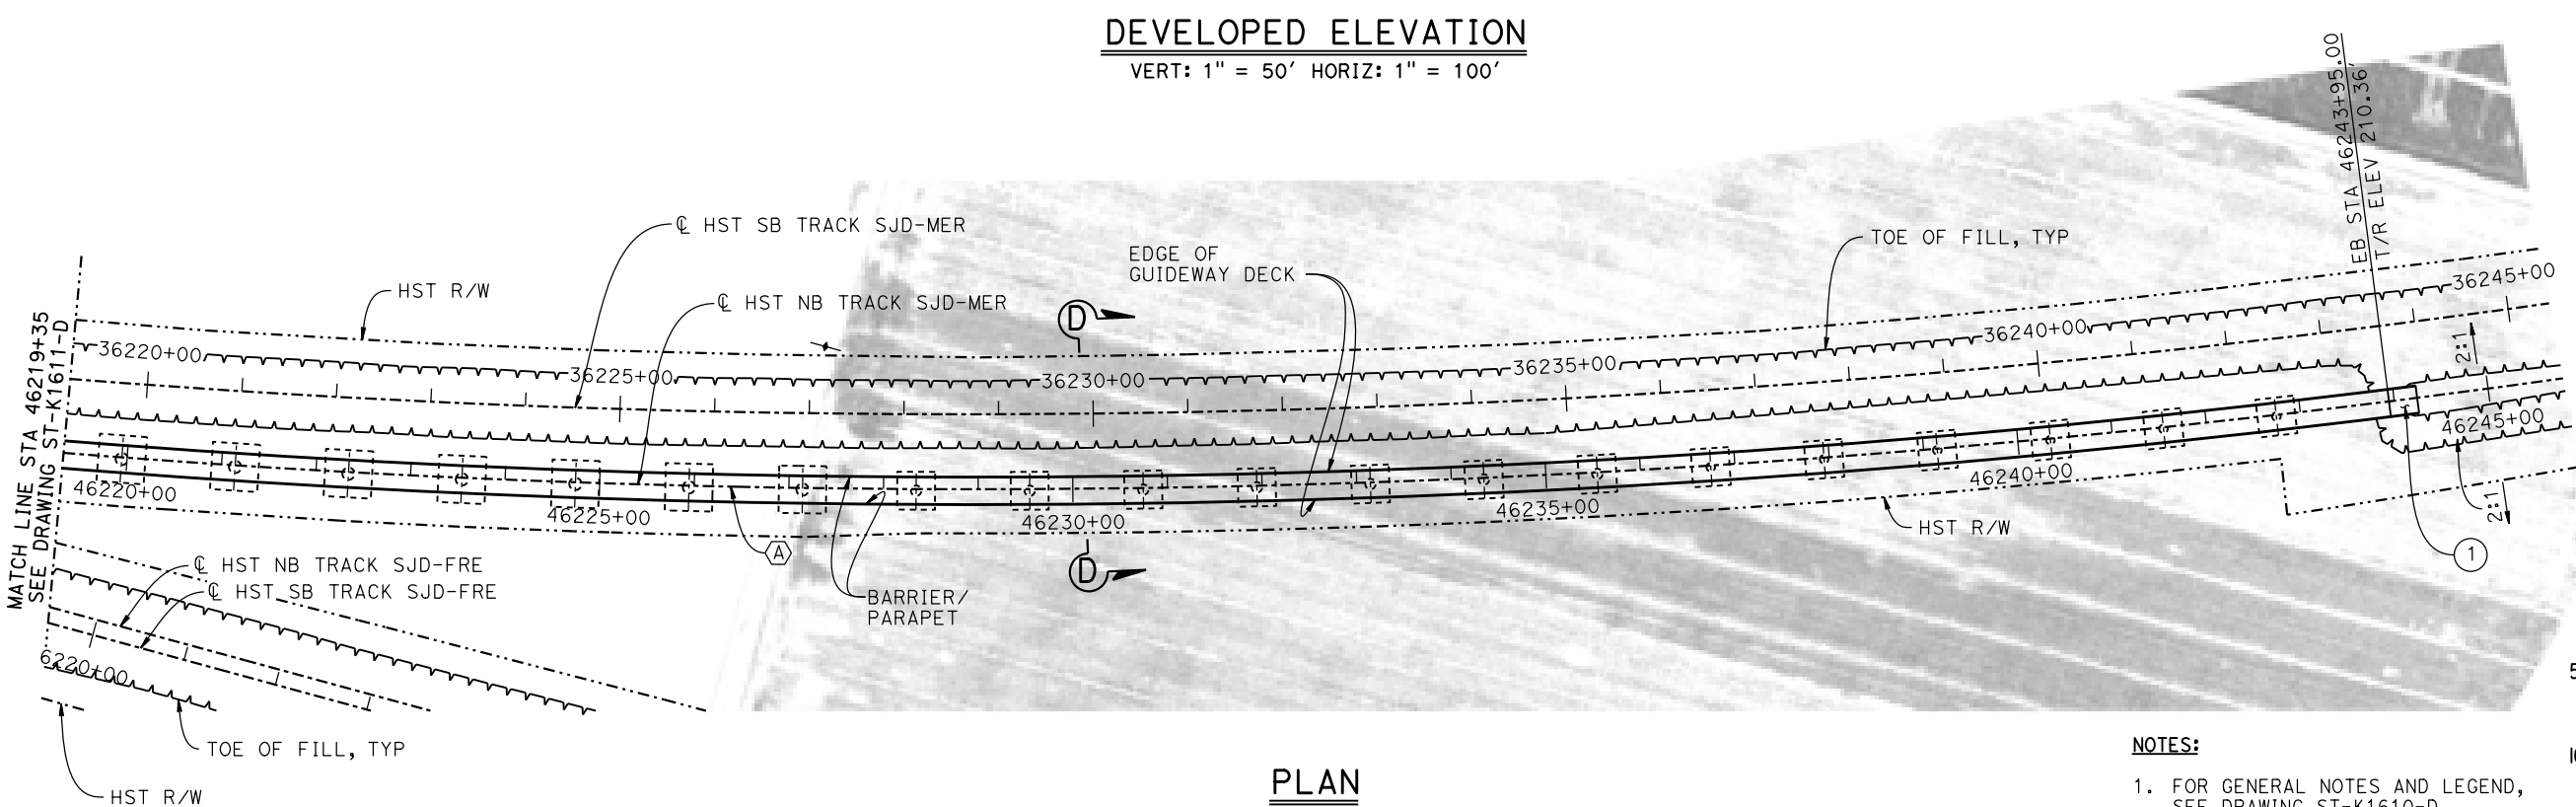 DEVELOPED ELEVATION
VERT: 1" = 50' HORIZ: 1" = 100'
EB STA 46243+95.00
T/R ELEV 210.36'
℄ HST SB TRACK SJD-MER
TOE OF FILL, TYP
EDGE OF
GUIDEWAY DECK
HST R/W
℄ HST NB TRACK SJD-MER
D
MATCH LINE STA 46219+35
SEE DRAWING ST-K1611-D
36220+00
36225+00
36230+00
36235+00
36240+00
36245+00
2:1
46220+00
46225+00
46230+00
46235+00
46240+00
46245+00
2:1
HST R/W
A
1
D
℄ HST NB TRACK SJD-FRE
℄ HST SB TRACK SJD-FRE
BARRIER/
PARAPET
6220+00
TOE OF FILL, TYP
HST R/W
PLAN
NOTES:
1. FOR GENERAL NOTES AND LEGEND,
SEE DRAWING ST-K1610-D